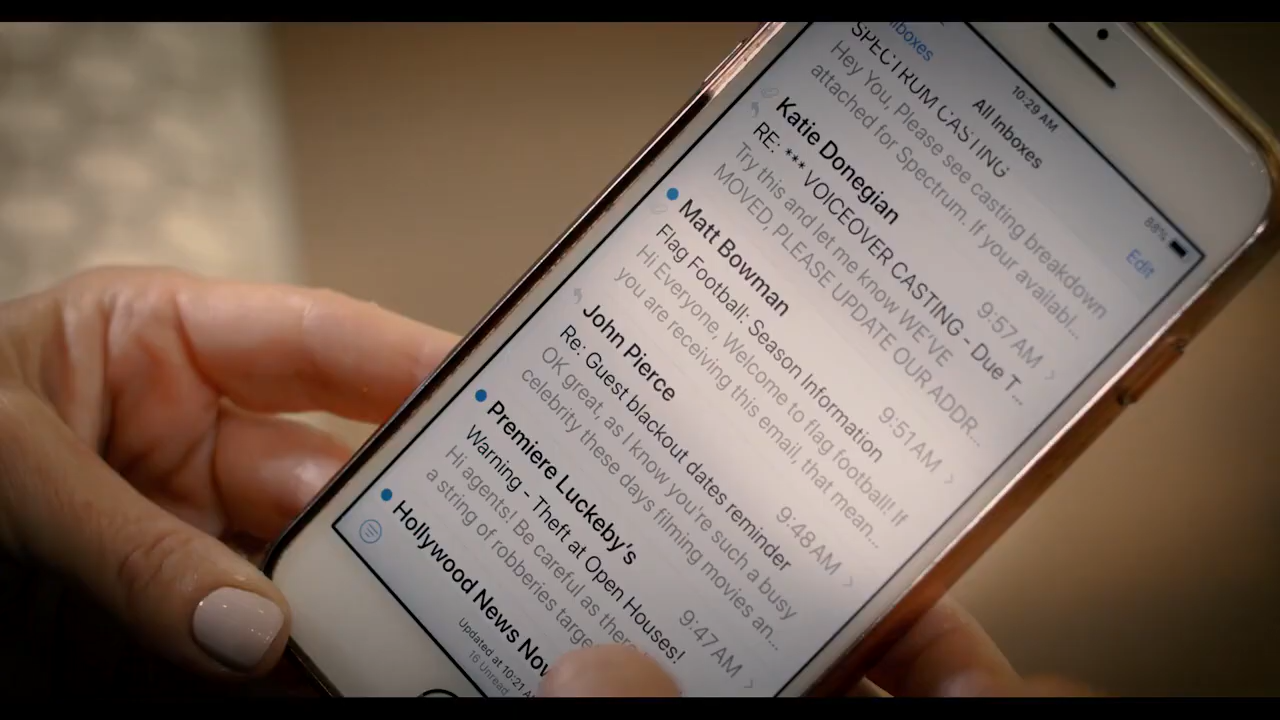 10:29 AM
88%
Inboxes
All Inboxes
Edit
SPECTRUM CASTING
Hey You, Please see casting breakdown
attached for Spectrum. If your availabl...
Katie Donegian 9:57 AM
RE: *** VOICEOVER CASTING - Due T...
Try this and let me know WE'VE
MOVED, PLEASE UPDATE OUR ADDR...
Matt Bowman 9:51 AM
Flag Football: Season Information
Hi Everyone, Welcome to flag football! If
you are receiving this email, that mean...
John Pierce 9:48 AM
Re: Guest blackout dates reminder
OK great, as I know you're such a busy
celebrity these days filming movies an...
Premiere Luckeby's 9:47 AM
Warning - Theft at Open Houses!
Hi agents! Be careful as
a string of robberies
Hollywood News Now
Updated at 10:21
16 Unread